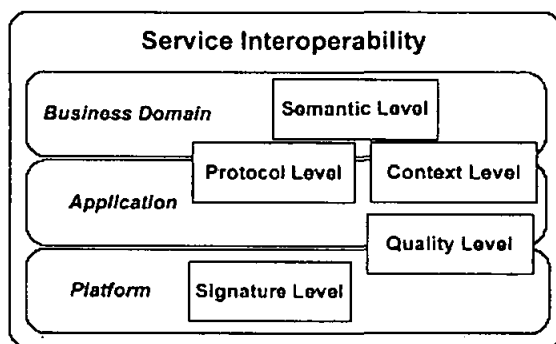 Service Interoperability
Business Domain
Semantic Level
Protocol Level
Context Level
Application
Quality Level
Platform
Signature Level